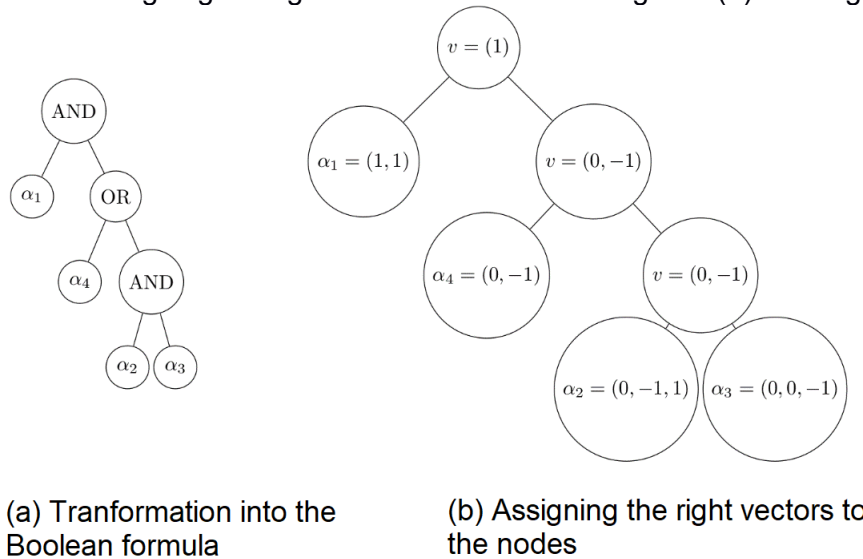 AND
α1
OR
α4
AND
α2
α3
v = (1)
α1 = (1, 1)
v = (0, −1)
α4 = (0, −1)
v = (0, −1)
α2 = (0, −1, 1)
α3 = (0, 0, −1)
(a) Tranformation into the
Boolean formula
(b) Assigning the right vectors to
the nodes